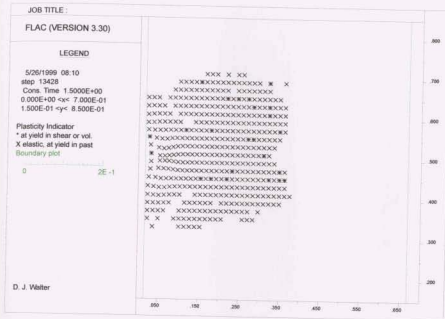 JOB TITLE :
FLAC (VERSION 3.30)
LEGEND
5/26/1999 08:10
step 13428
Cons. Time 1.5000E+00
0.000E+00 <x< 7.000E-01
1.500E-01 <y< 8.500E-01
Plasticity Indicator
* at yield in shear or vol.
X elastic, at yield in past
Boundary plot
0 2E -1
D. J. Walter
.900
.700
.600
.500
.400
.300
.200
.050 .150 .250 .350 .450 .550 .650